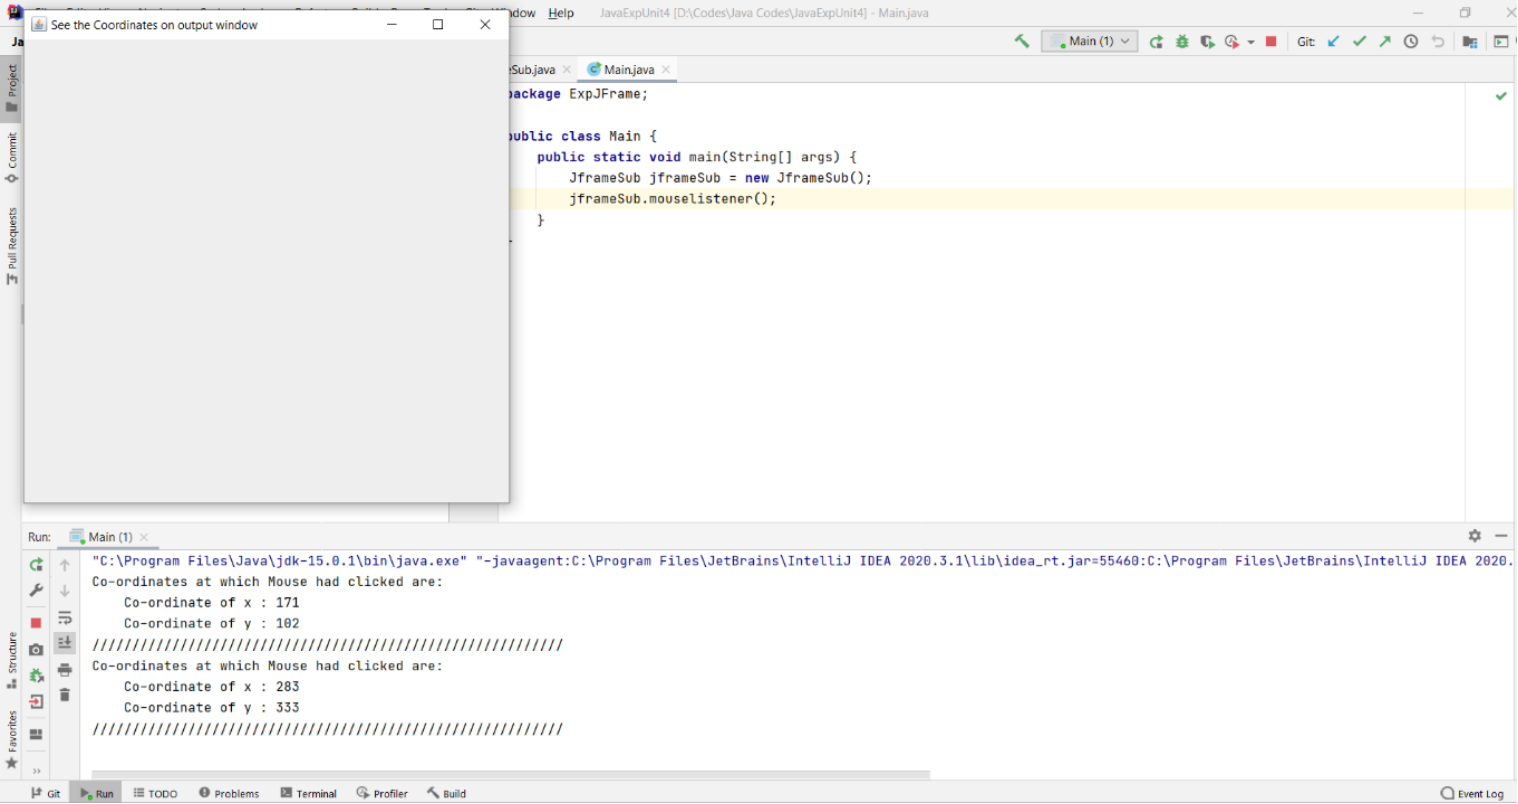 See the Coordinates on output window
Help
JavaExpUnit4 [D:\Codes\Java Codes\JavaExpUnit4] - Main.java
Main (1)
Git:
Sub.java
Main.java
Project
Commit
Pull Requests
Structure
Favorites
package ExpJFrame;
public class Main {
public static void main(String[] args) {
JframeSub jframeSub = new JframeSub();
jframeSub.mouselistener();
}
Run:
Main (1)
"C:\Program Files\Java\jdk-15.0.1\bin\java.exe" "-javaagent:C:\Program Files\JetBrains\IntelliJ IDEA 2020.3.1\lib\idea_rt.jar=55460:C:\Program Files\JetBrains\IntelliJ IDEA 2020.
Co-ordinates at which Mouse had clicked are:
Co-ordinate of x : 171
Co-ordinate of y : 102
///////////////////////////////////////////////////////////
Co-ordinates at which Mouse had clicked are:
Co-ordinate of x : 283
Co-ordinate of y : 333
///////////////////////////////////////////////////////////
Git
Run
TODO
Problems
Terminal
Profiler
Build
Event Log